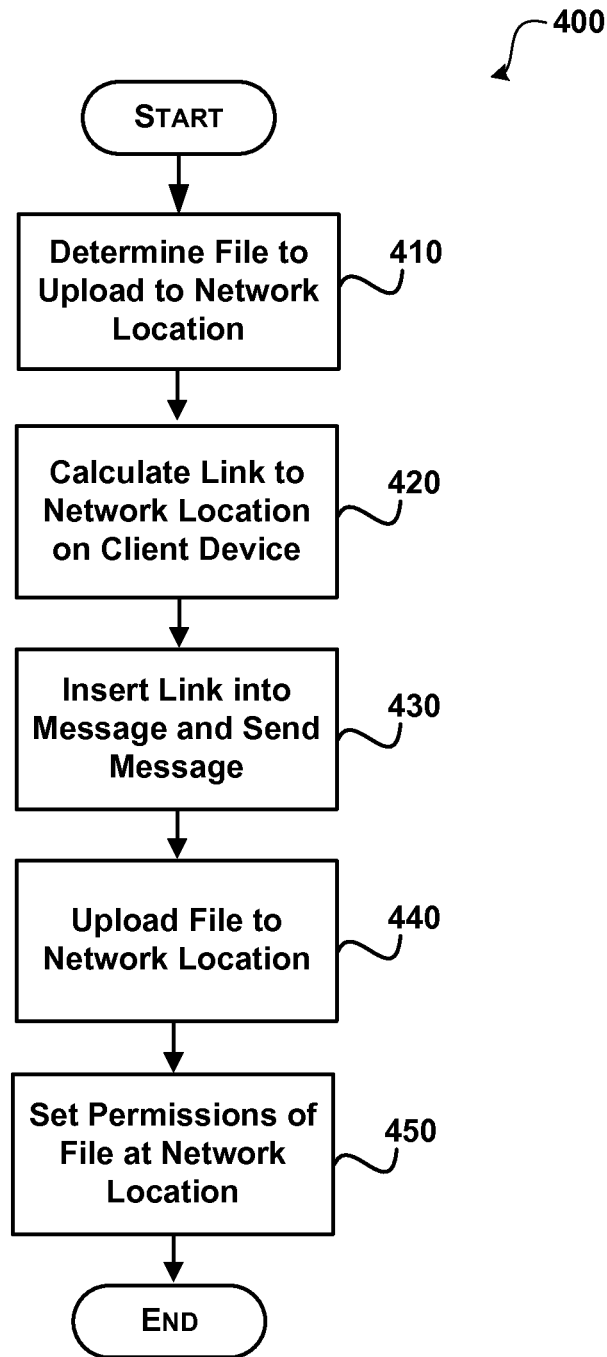 400
START
Determine File to
Upload to Network
Location
410
Calculate Link to
Network Location
on Client Device
420
Insert Link into
Message and Send
Message
430
Upload File to
Network Location
440
Set Permissions of
File at Network
Location
450
END